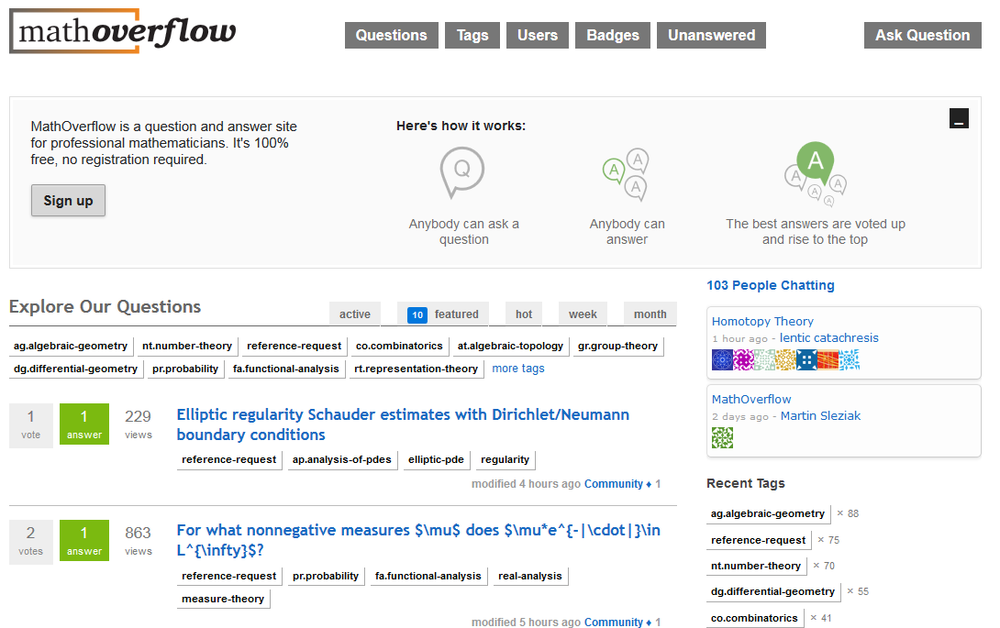 mathoverflow
Questions Tags Users Badges Unanswered Ask Question
MathOverflow is a question and answer site
for professional mathematicians. It's 100%
free, no registration required.
Sign up
Here's how it works:
Q
A
A
A
A
A
A
A
A
Anybody can ask a
question
Anybody can
answer
The best answers are voted up
and rise to the top
Explore Our Questions
active 10 featured hot week month
ag.algebraic-geometry nt.number-theory reference-request co.combinatorics at.algebraic-topology gr.group-theory
dg.differential-geometry pr.probability fa.functional-analysis rt.representation-theory more tags
1
vote
1
answer
229
views
Elliptic regularity Schauder estimates with Dirichlet/Neumann
boundary conditions
reference-request ap.analysis-of-pdes elliptic-pde regularity
modified 4 hours ago Community ♦ 1
2
votes
1
answer
863
views
For what nonnegative measures $\mu$ does $\mu*e^{-|\cdot|}\in
L^{\infty}$?
reference-request pr.probability fa.functional-analysis real-analysis
measure-theory
modified 5 hours ago Community ♦ 1
103 People Chatting
Homotopy Theory
1 hour ago - lentic catachresis
MathOverflow
2 days ago - Martin Sleziak
Recent Tags
ag.algebraic-geometry × 88
reference-request × 75
nt.number-theory × 70
dg.differential-geometry × 55
co.combinatorics × 41